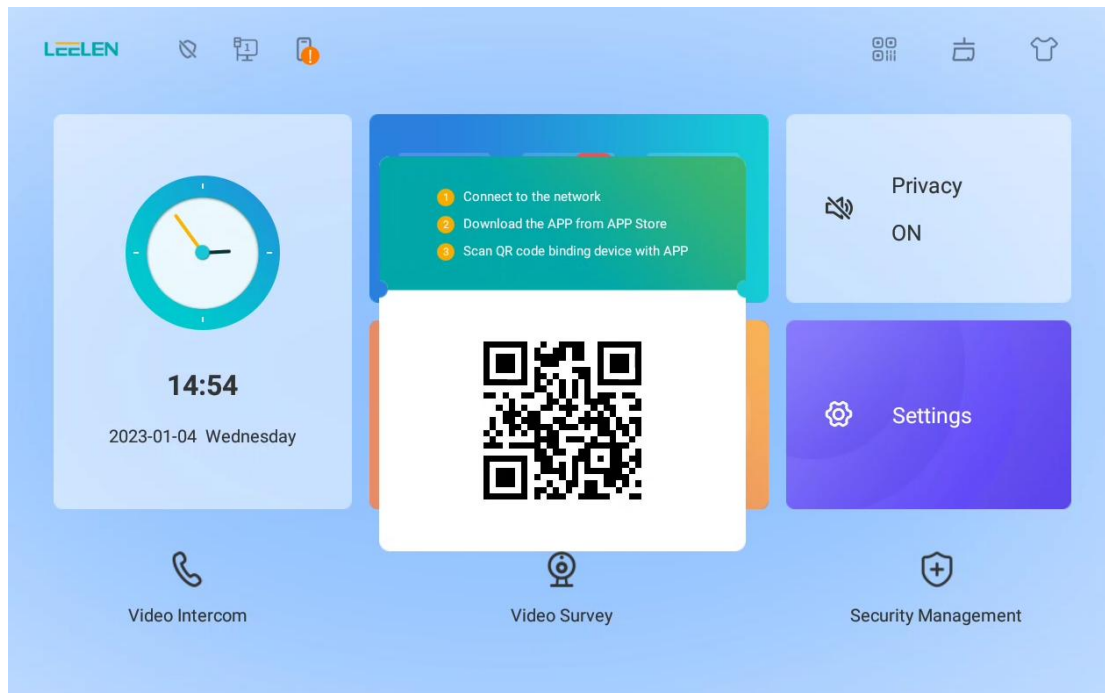 LEELEN
1
!
1 Connect to the network
2 Download the APP from APP Store
3 Scan QR code binding device with APP
Privacy
ON
14:54
2023-01-04 Wednesday
Settings
Video Intercom
Video Survey
Security Management